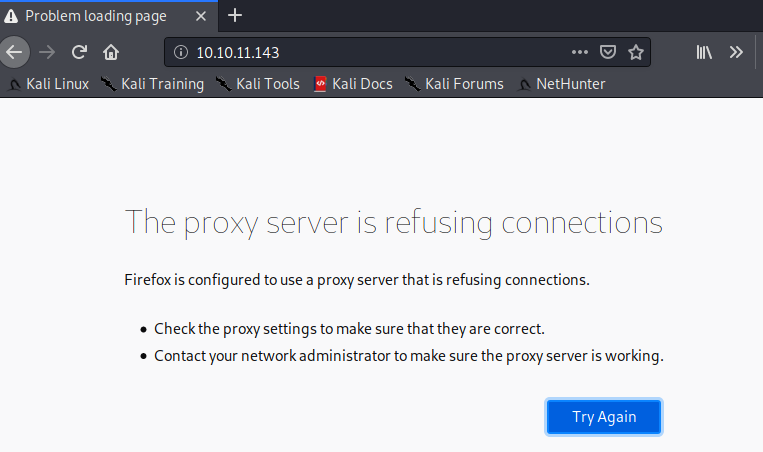 Problem loading page
10.10.11.143
Kali Linux Kali Training Kali Tools Kali Docs Kali Forums NetHunter
The proxy server is refusing connections
Firefox is configured to use a proxy server that is refusing connections.
Check the proxy settings to make sure that they are correct.
Contact your network administrator to make sure the proxy server is working.
Try Again